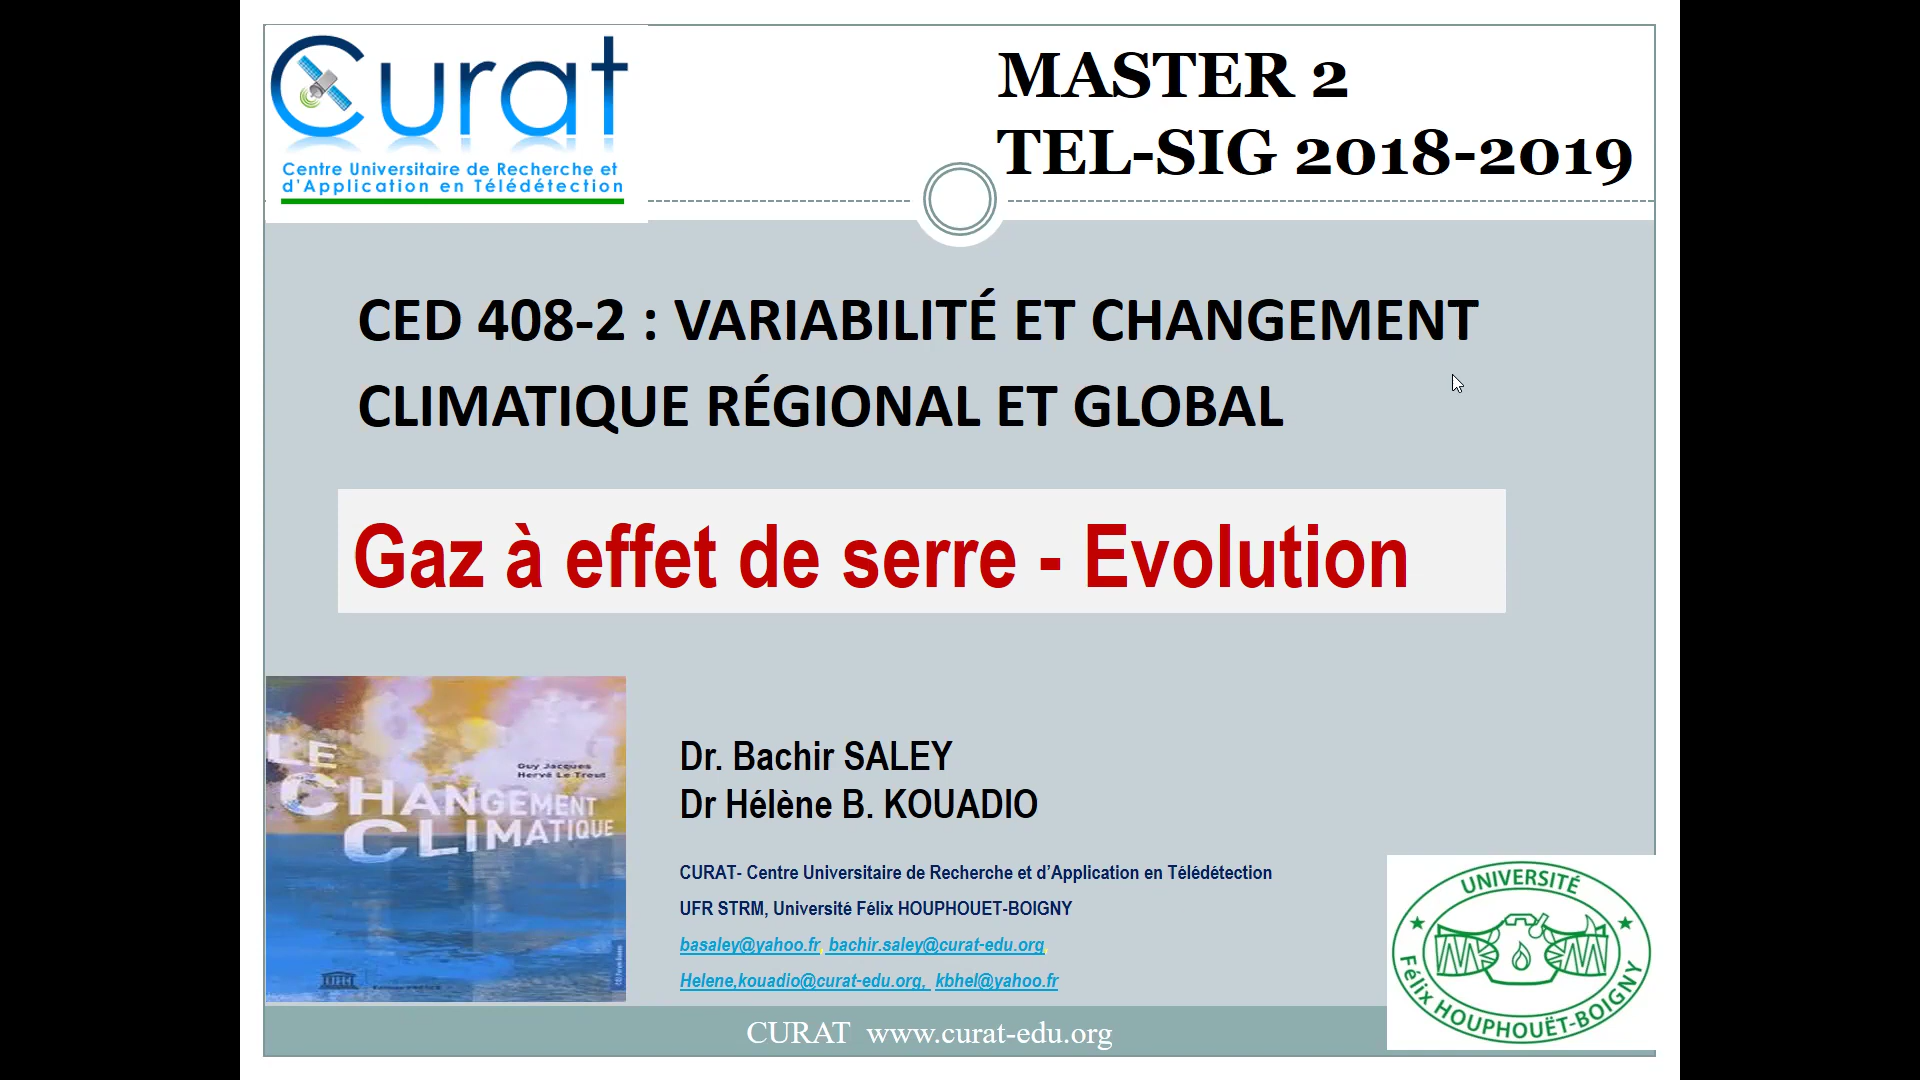 Curat
Centre Universitaire de Recherche et
d'Application en Télédétection
MASTER 2
TEL-SIG 2018-2019
CED 408-2 : VARIABILITÉ ET CHANGEMENT
CLIMATIQUE RÉGIONAL ET GLOBAL
Gaz à effet de serre - Evolution
Guy Jacques
Hervé Le Treut
LE
CHANGEMENT
CLIMATIQUE
UNESCO
Dr. Bachir SALEY
Dr Hélène B. KOUADIO
CURAT- Centre Universitaire de Recherche et d'Application en Télédétection
UFR STRM, Université Félix HOUPHOUET-BOIGNY
basaley@yahoo.fr, bachir.saley@curat-edu.org,
Helene,kouadio@curat-edu.org, kbhel@yahoo.fr
UNIVERSITÉ
Félix HOUPHOUËT-BOIGNY
CURAT www.curat-edu.org